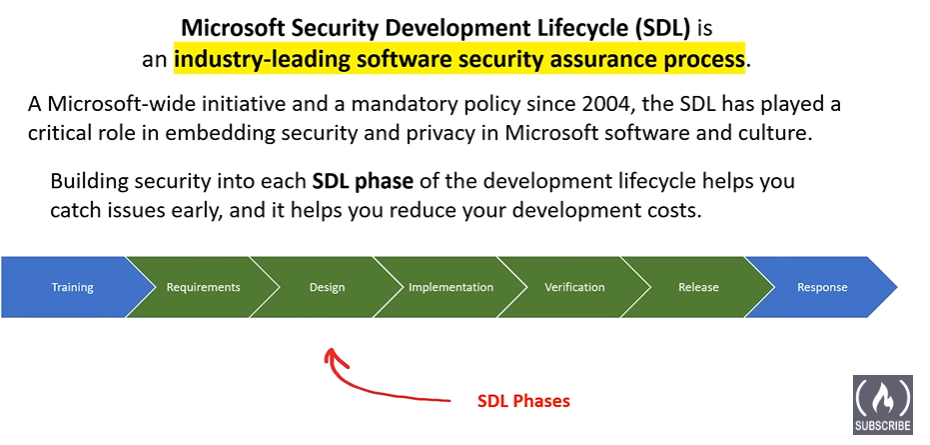 Microsoft Security Development Lifecycle (SDL) is
an industry-leading software security assurance process.
A Microsoft-wide initiative and a mandatory policy since 2004, the SDL has played a
critical role in embedding security and privacy in Microsoft software and culture.
Building security into each SDL phase of the development lifecycle helps you
catch issues early, and it helps you reduce your development costs.
Training
Requirements
Design
Implementation
Verification
Release
Response
SDL Phases
SUBSCRIBE